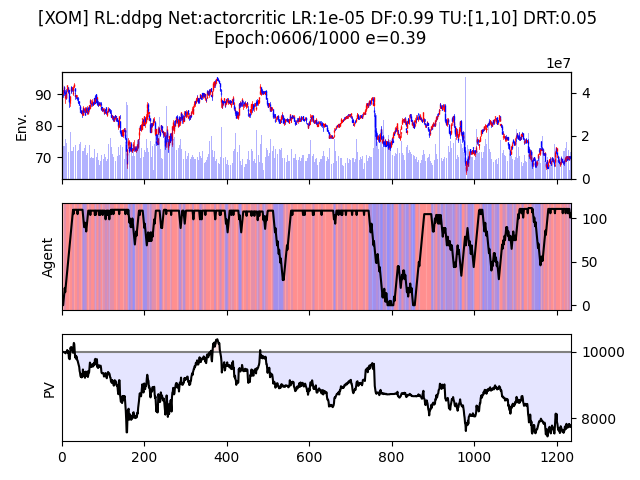 [XOM] RL:ddpg Net:actorcritic LR:1e-05 DF:0.99 TU:[1,10] DRT:0.05
Epoch:0606/1000 e=0.39
1e7
Env.
90
80
70
4
2
0
Agent
100
50
0
PV
10000
8000
0 200 400 600 800 1000 1200